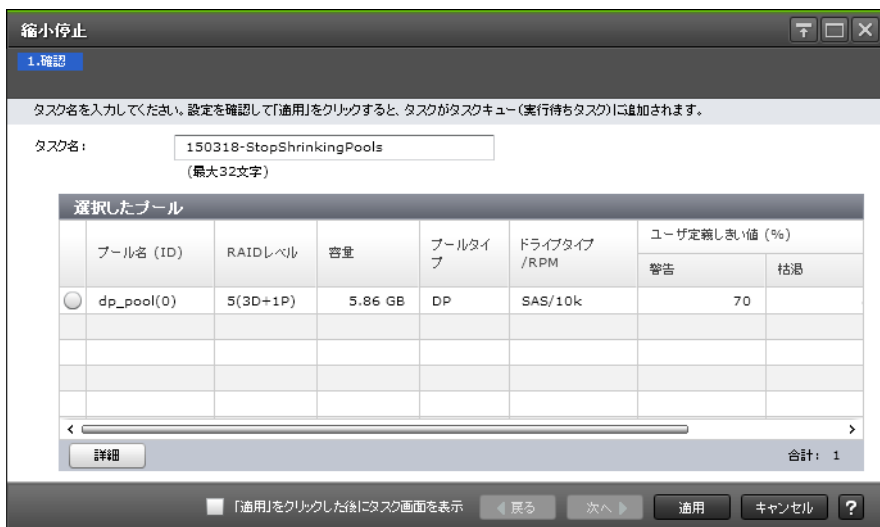 縮小停止
1.確認
タスク名を入力してください。設定を確認して「適用」をクリックすると、タスクがタスクキュー(実行待ちタスク)に追加されます。
タスク名:
150318-StopShrinkingPools
(最大32文字)
選択したプール
プール名 (ID)
RAIDレベル
容量
プールタイ
プ
ドライブタイプ
/RPM
ユーザ定義しきい値 (%)
警告
枯渇
dp_pool(0)
5(3D+1P)
5.86 GB
DP
SAS/10k
70
詳細
合計: 1
「適用」をクリックした後にタスク画面を表示
戻る
次へ
適用
キャンセル
?